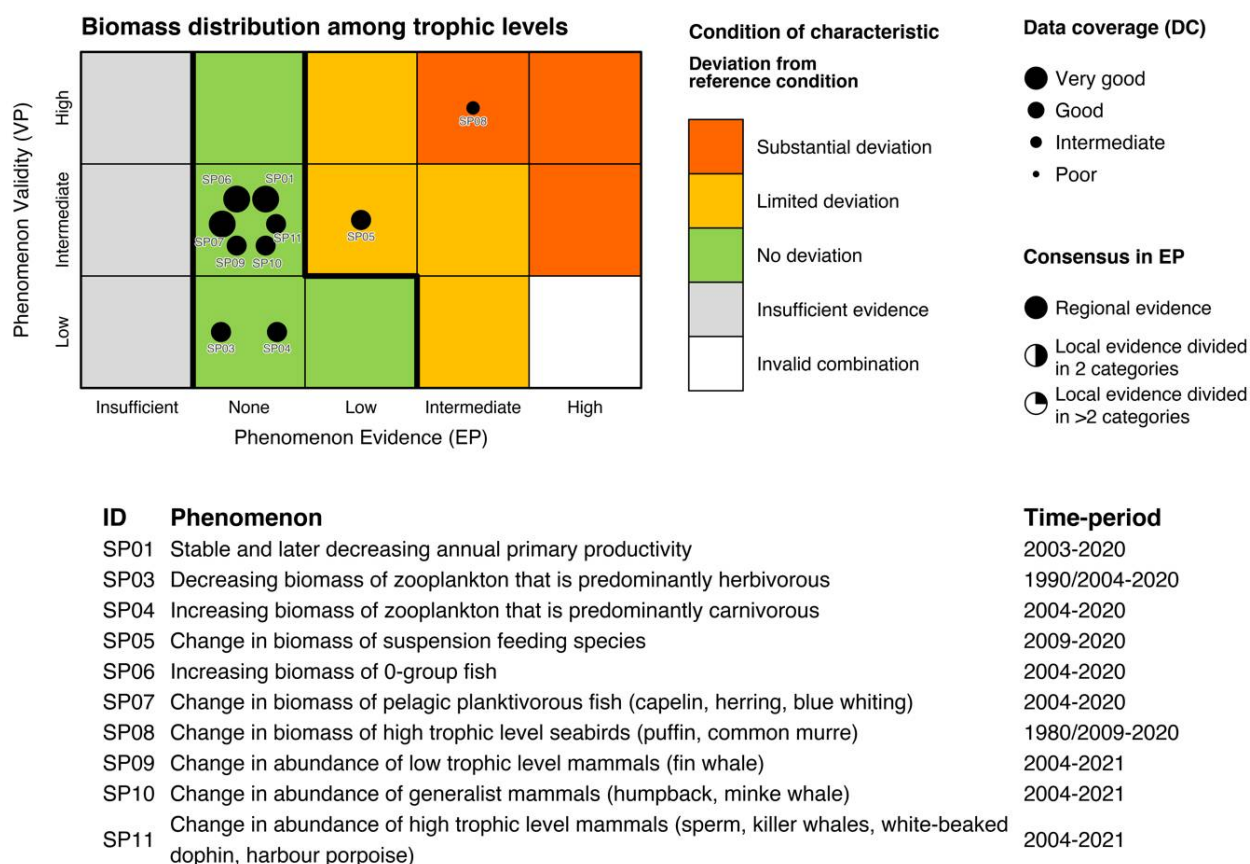 Biomass distribution among trophic levels
Phenomenon Validity (VP)
High
Intermediate
Low
SP08
SP06
SP01
SP05
SP07
SP11
SP09
SP10
SP03
SP04
Insufficient
None
Low
Intermediate
High
Phenomenon Evidence (EP)
Condition of characteristic
Deviation from
reference condition
Substantial deviation
Limited deviation
No deviation
Insufficient evidence
Invalid combination
Data coverage (DC)
Very good
Good
Intermediate
Poor
Consensus in EP
Regional evidence
Local evidence divided
in 2 categories
Local evidence divided
in >2 categories
ID Phenomenon Time-period
SP01 Stable and later decreasing annual primary productivity 2003-2020
SP03 Decreasing biomass of zooplankton that is predominantly herbivorous 1990/2004-2020
SP04 Increasing biomass of zooplankton that is predominantly carnivorous 2004-2020
SP05 Change in biomass of suspension feeding species 2009-2020
SP06 Increasing biomass of 0-group fish 2004-2020
SP07 Change in biomass of pelagic planktivorous fish (capelin, herring, blue whiting) 2004-2020
SP08 Change in biomass of high trophic level seabirds (puffin, common murre) 1980/2009-2020
SP09 Change in abundance of low trophic level mammals (fin whale) 2004-2021
SP10 Change in abundance of generalist mammals (humpback, minke whale) 2004-2021
SP11 Change in abundance of high trophic level mammals (sperm, killer whales, white-beaked
dophin, harbour porpoise) 2004-2021